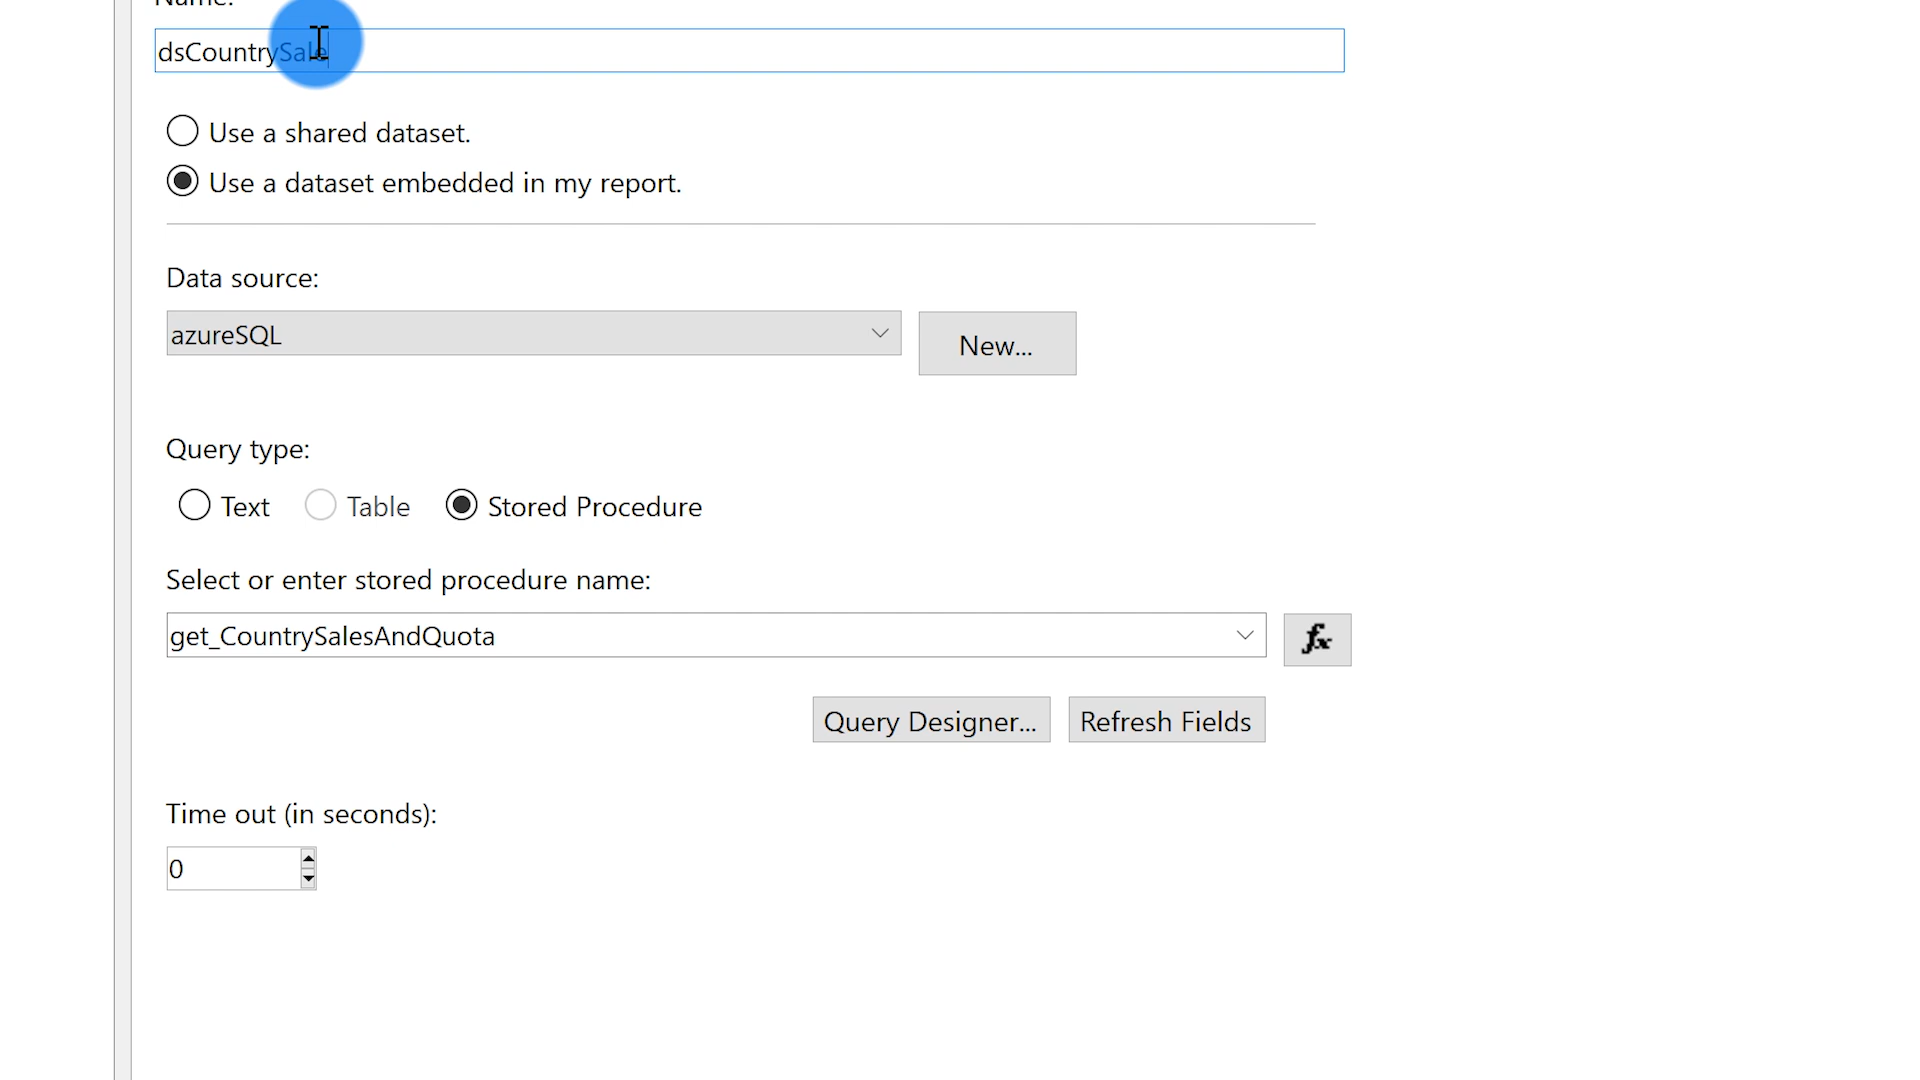 Name:
dsCountrySale
Use a shared dataset.
Use a dataset embedded in my report.
Data source:
azureSQL
New...
Query type:
Text Table Stored Procedure
Select or enter stored procedure name:
get_CountrySalesAndQuota
fx
Query Designer... Refresh Fields
Time out (in seconds):
0